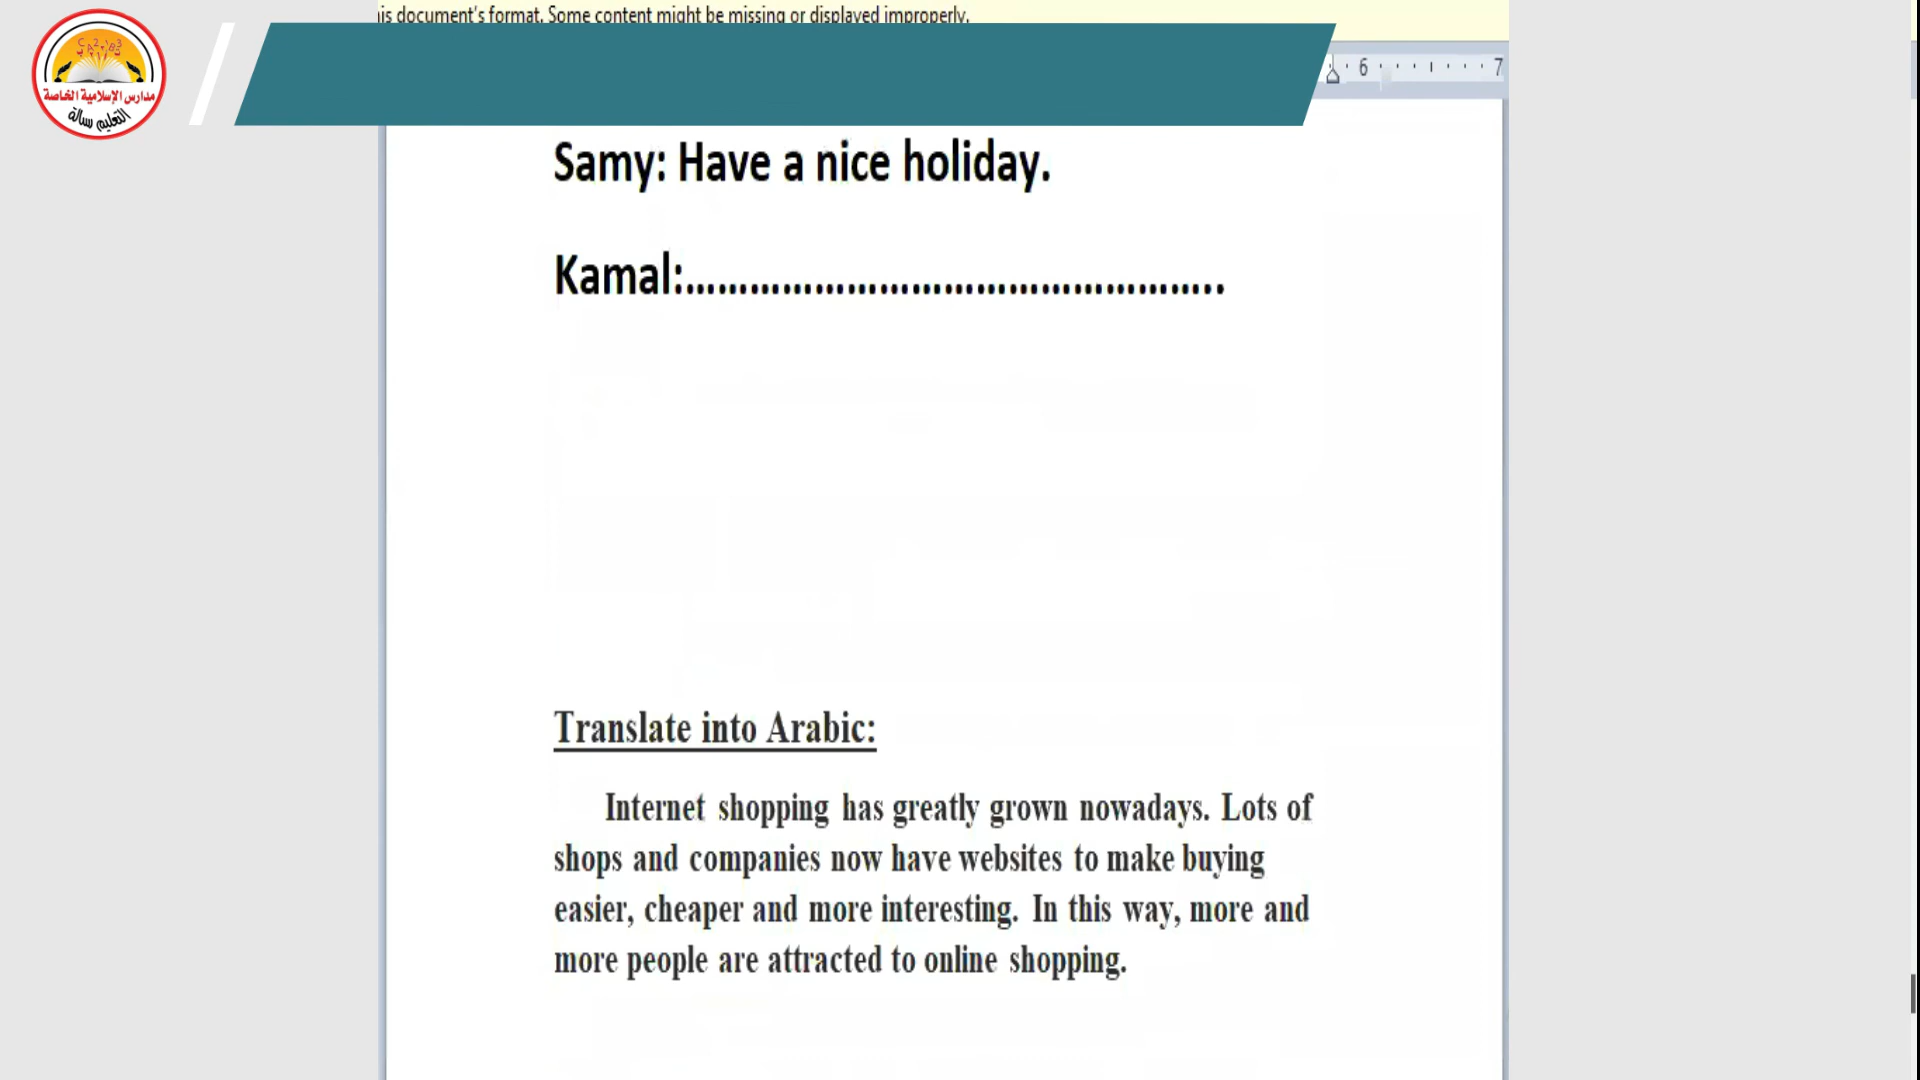 is document's format. Some content might be missing or displayed improperly.
6 7
مدارس الإسلامية الخاصة
التعليم رسالة
Samy: Have a nice holiday.
Kamal:……………………………………………..
Translate into Arabic:
Internet shopping has greatly grown nowadays. Lots of
shops and companies now have websites to make buying
easier, cheaper and more interesting. In this way, more and
more people are attracted to online shopping.